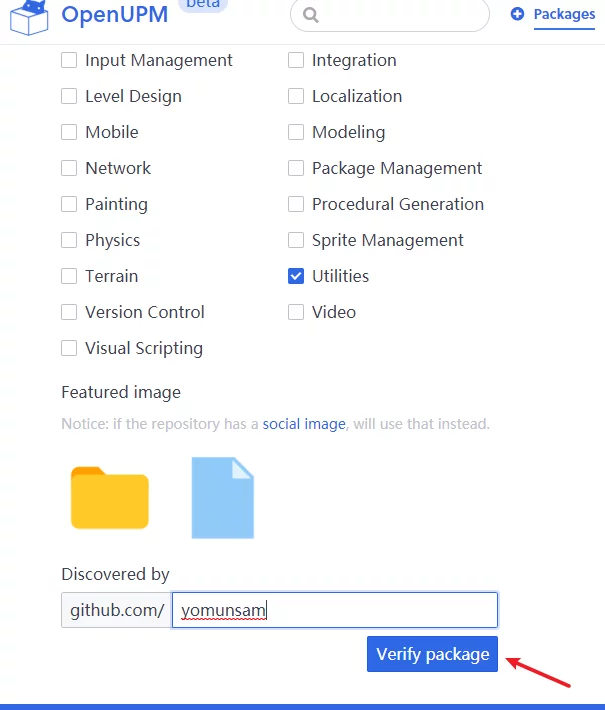 OpenUPM beta Packages
Input Management Integration
Level Design Localization
Mobile Modeling
Network Package Management
Painting Procedural Generation
Physics Sprite Management
Terrain Utilities
Version Control Video
Visual Scripting
Featured image
Notice: if the repository has a social image, will use that instead.
Discovered by
github.com/ yomunsam
Verify package